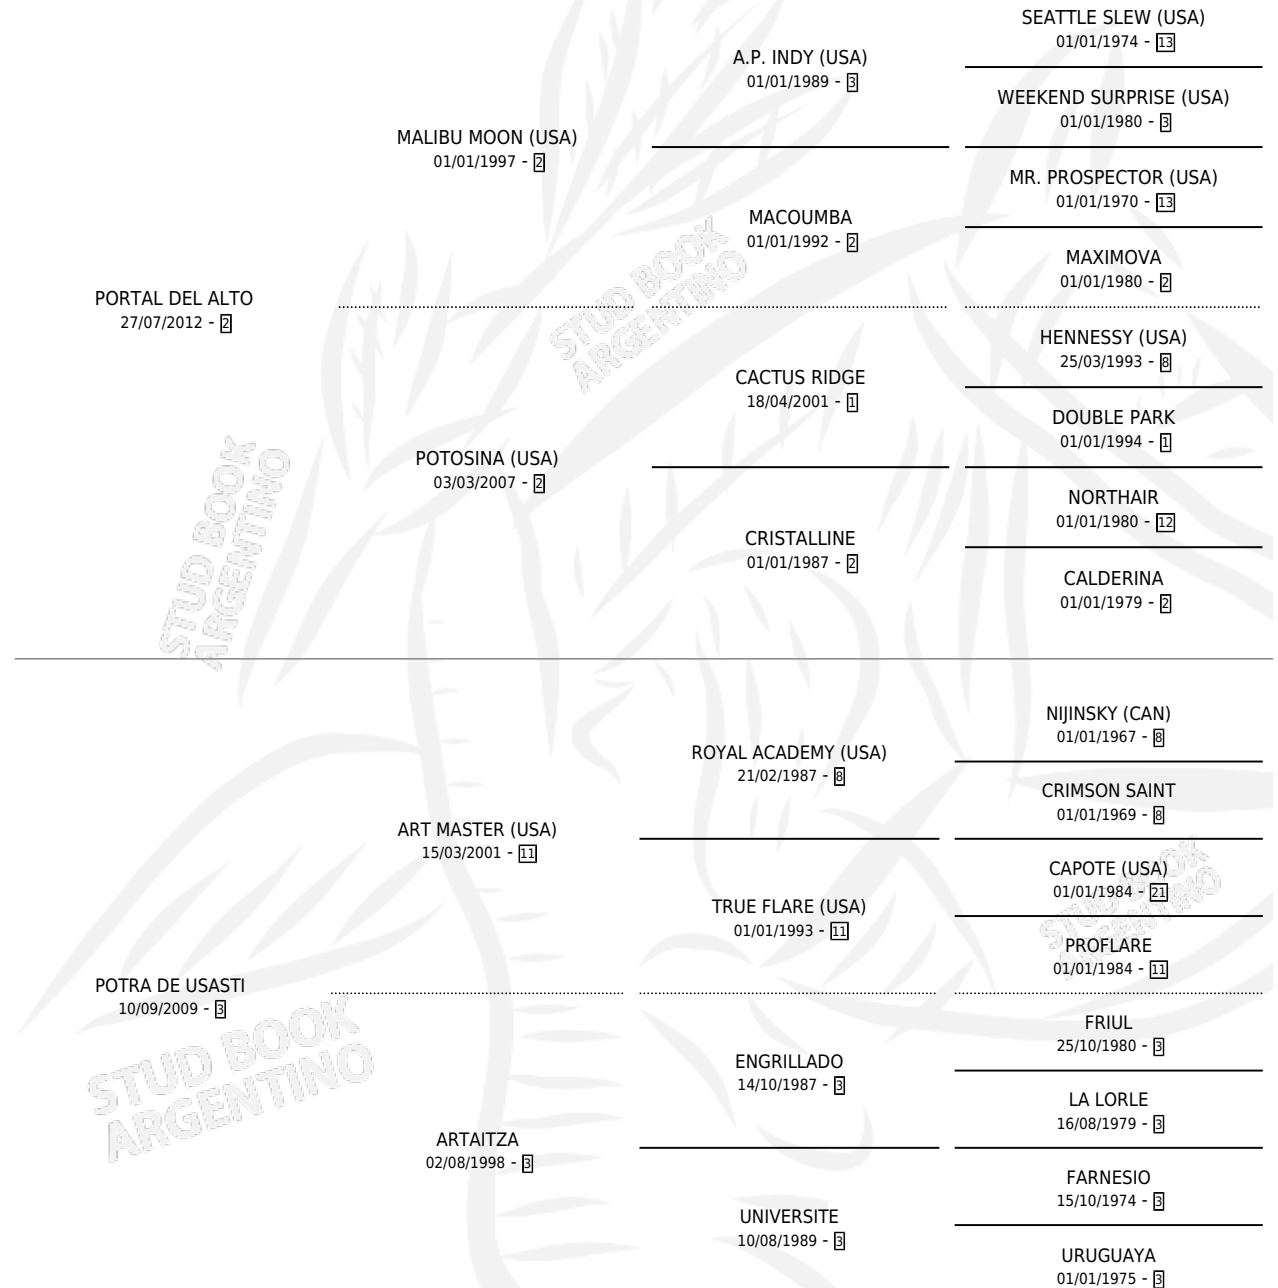 SEATTLE SLEW (USA)
01/01/1974 - 13
A.P. INDY (USA)
01/01/1989 - 3
WEEKEND SURPRISE (USA)
01/01/1980 - 3
MALIBU MOON (USA)
01/01/1997 - 2
MR. PROSPECTOR (USA)
01/01/1970 - 13
MACOUMBA
01/01/1992 - 2
MAXIMOVA
01/01/1980 - 2
PORTAL DEL ALTO
27/07/2012 - 2
HENNESSY (USA)
25/03/1993 - 8
CACTUS RIDGE
18/04/2001 - 1
DOUBLE PARK
01/01/1994 - 1
POTOSINA (USA)
03/03/2007 - 2
NORTHAIR
01/01/1980 - 12
CRISTALLINE
01/01/1987 - 2
CALDERINA
01/01/1979 - 2
STUD BOOK
ARGENTINO
STUD BOOK
ARGENTINO
NIJINSKY (CAN)
01/01/1967 - 8
ROYAL ACADEMY (USA)
21/02/1987 - 8
CRIMSON SAINT
01/01/1969 - 8
ART MASTER (USA)
15/03/2001 - 11
CAPOTE (USA)
01/01/1984 - 21
TRUE FLARE (USA)
01/01/1993 - 11
PROFLARE
01/01/1984 - 11
POTRA DE USASTI
10/09/2009 - 3
FRIUL
25/10/1980 - 3
ENGRILLADO
14/10/1987 - 3
LA LORLE
16/08/1979 - 3
ARTAITZA
02/08/1998 - 3
FARNESIO
15/10/1974 - 3
UNIVERSITE
10/08/1989 - 3
URUGUAYA
01/01/1975 - 3
STUD BOOK
ARGENTINO
STUD BOOK
ARGENTINO